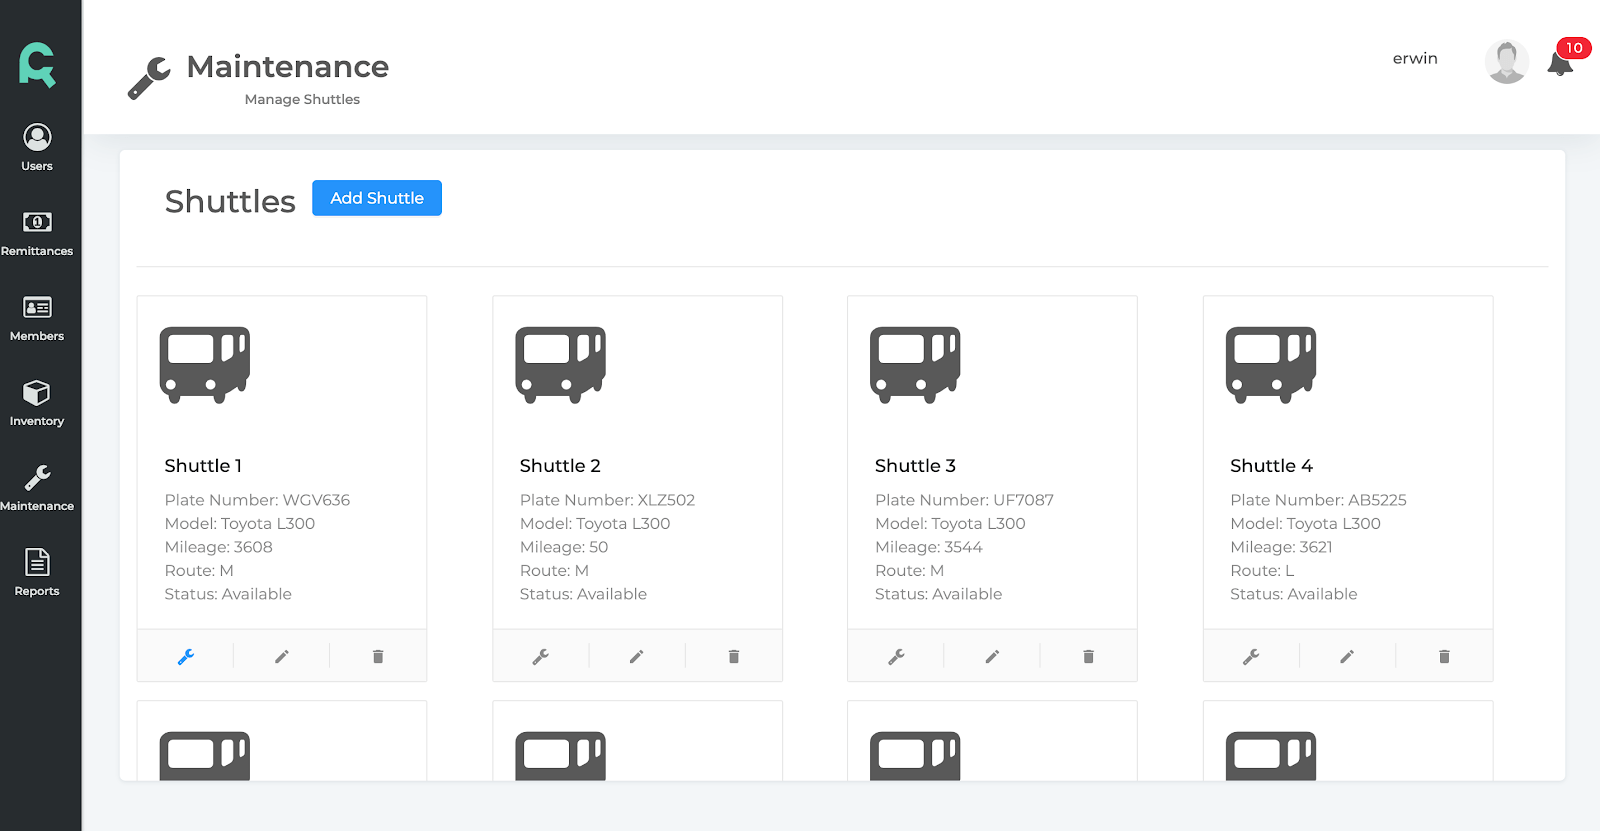 Maintenance
Manage Shuttles
erwin
10
Users
Remittances
Members
Inventory
Maintenance
Reports
Shuttles
Add Shuttle
Shuttle 1
Plate Number: WGV636
Model: Toyota L300
Mileage: 3608
Route: M
Status: Available
Shuttle 2
Plate Number: XLZ502
Model: Toyota L300
Mileage: 50
Route: M
Status: Available
Shuttle 3
Plate Number: UF7087
Model: Toyota L300
Mileage: 3544
Route: M
Status: Available
Shuttle 4
Plate Number: AB5225
Model: Toyota L300
Mileage: 3621
Route: L
Status: Available